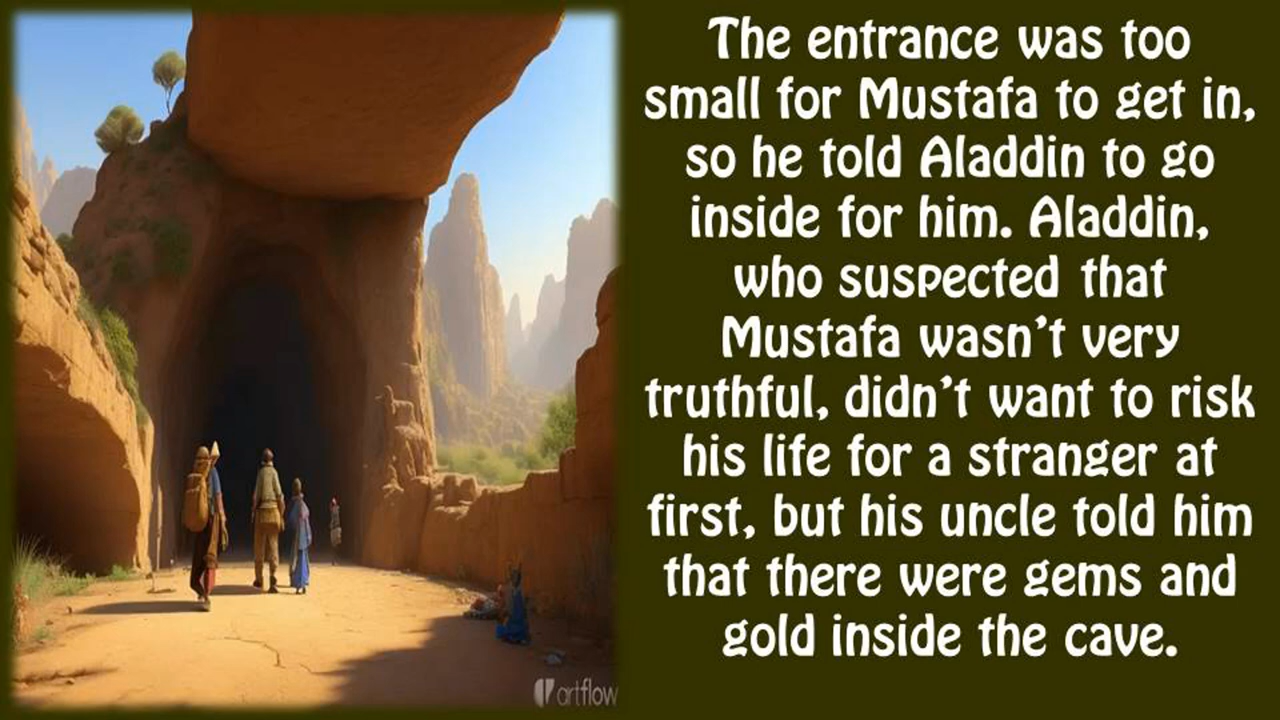 The entrance was too
small for Mustafa to get in,
so he told Aladdin to go
inside for him. Aladdin,
who suspected that
Mustafa wasn’t very
truthful, didn’t want to risk
his life for a stranger at
first, but his uncle told him
that there were gems and
gold inside the cave.
artflow